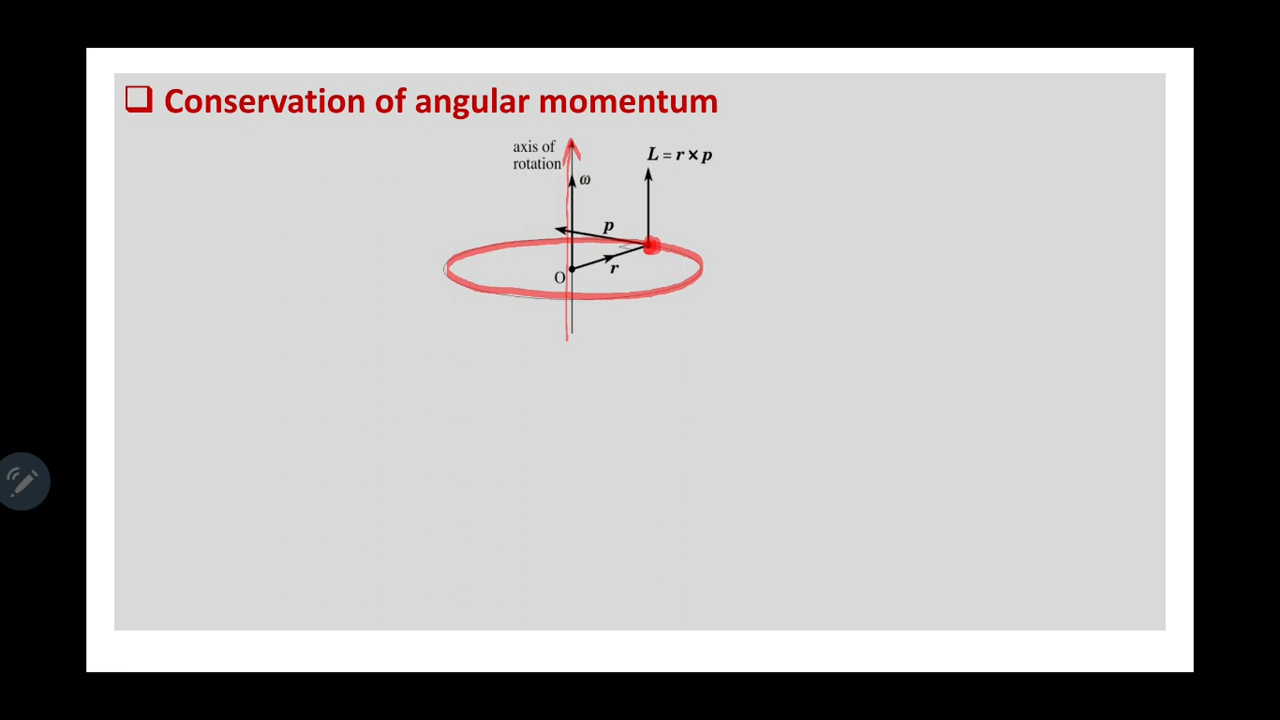 Conservation of angular momentum
axis of
rotation
ω
L = r × p
p
r
O